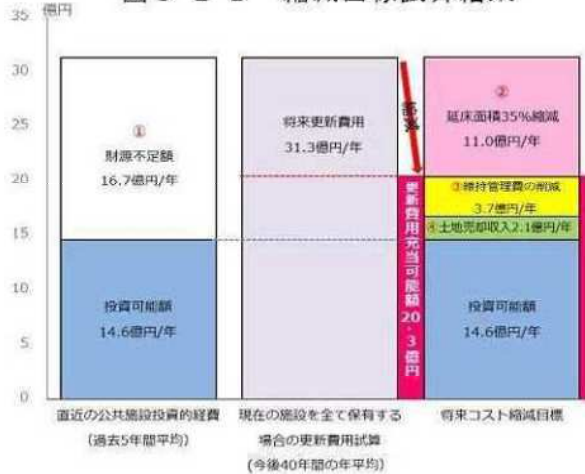 億円
35
30
25
20
15
10
5
0
①
財源不足額
16.7億円/年
投資可能額
14.6億円/年
将来更新費用
31.3億円/年
縮減
更新費用充当可能額20.3億円
②
延床面積35%縮減
11.0億円/年
③維持管理費の削減
3.7億円/年
④土地売却収入2.1億円/年
投資可能額
14.6億円/年
直近の公共施設投資的経費
(過去5年間平均)
現在の施設を全て保有する
場合の更新費用試算
(今後40年間の年平均)
将来コスト縮減目標